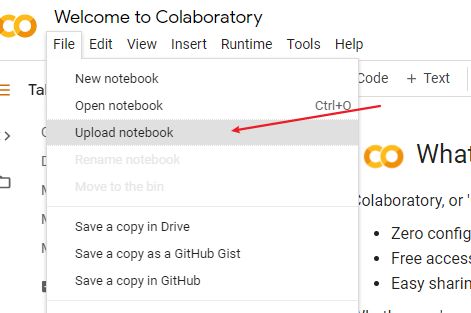 Welcome to Colaboratory
File Edit View Insert Runtime Tools Help
New notebook
Open notebook Ctrl+O
Upload notebook
Rename notebook
Move to the bin
Save a copy in Drive
Save a copy as a GitHub Gist
Save a copy in GitHub
Code + Text
What
Colaboratory, or '
Zero config
Free access
Easy sharin